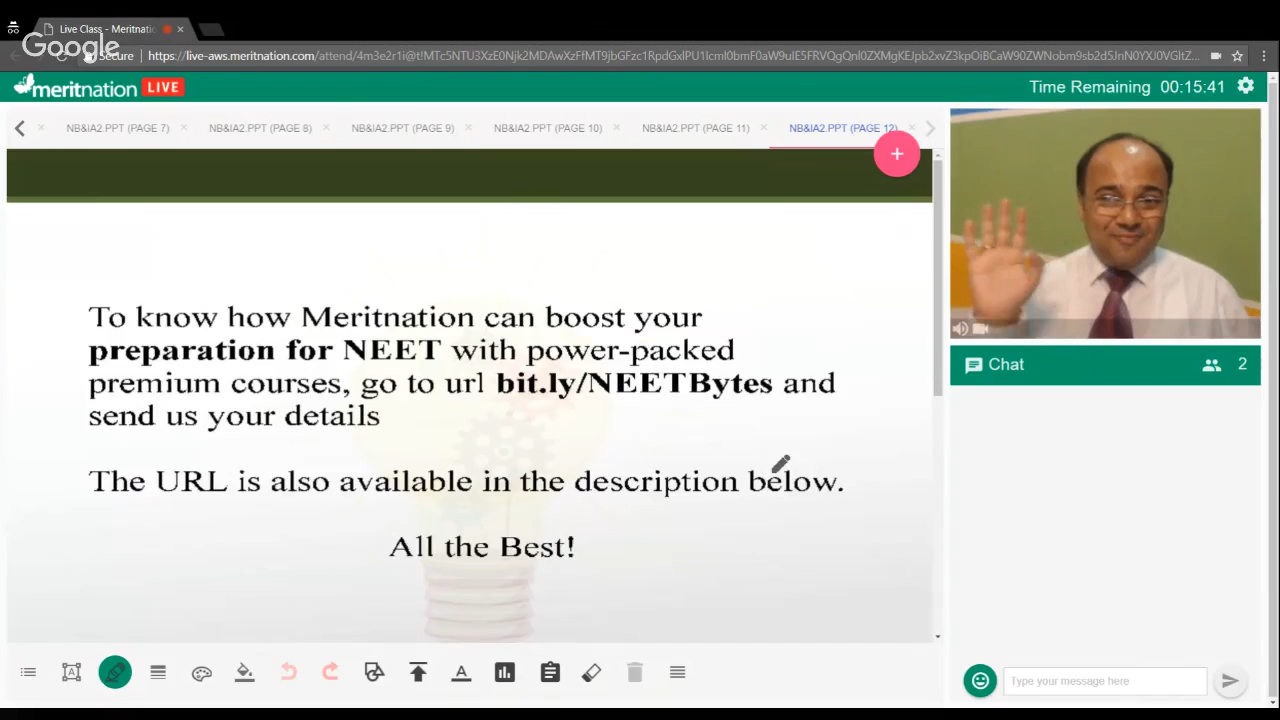 Live Class - Meritnatio
Google
Secure
https://live-aws.meritnation.com/attend/
meritnation LIVE
Time Remaining 00:15:41
NB&IA2.PPT (PAGE 7)
NB&IA2.PPT (PAGE 8)
NB&IA2.PPT (PAGE 9)
NB&IA2.PPT (PAGE 10)
NB&IA2.PPT (PAGE 11)
NB&IA2.PPT (PAGE 12)
To know how Meritnation can boost your
preparation for NEET with power-packed
premium courses, go to url bit.ly/NEETBytes and
send us your details
The URL is also available in the description below.
All the Best!
Chat
2
Type your message here